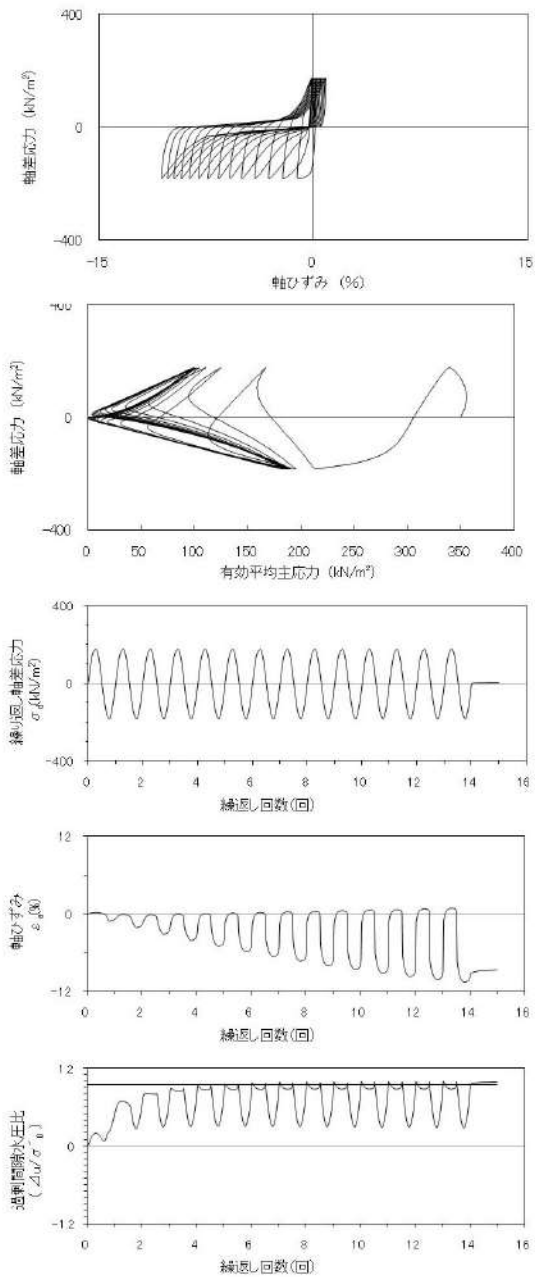 400
軸差応力 (kN/m²)
0
-400
-15
0
15
軸ひずみ (%)
400
軸差応力 (kN/m²)
0
-400
0 50 100 150 200 250 300 350 400
有効平均主応力 (kN/m²)
400
繰り返し軸差応力
σd(kN/m²)
0
-400
0 2 4 6 8 10 12 14 16
繰返し回数(回)
12
軸ひずみ
εa(%)
0
-12
0 2 4 6 8 10 12 14 16
繰返し回数(回)
1.2
過剰間隙水圧比
(Δu/σ'0)
0
-1.2
0 2 4 6 8 10 12 14 16
繰返し回数(回)